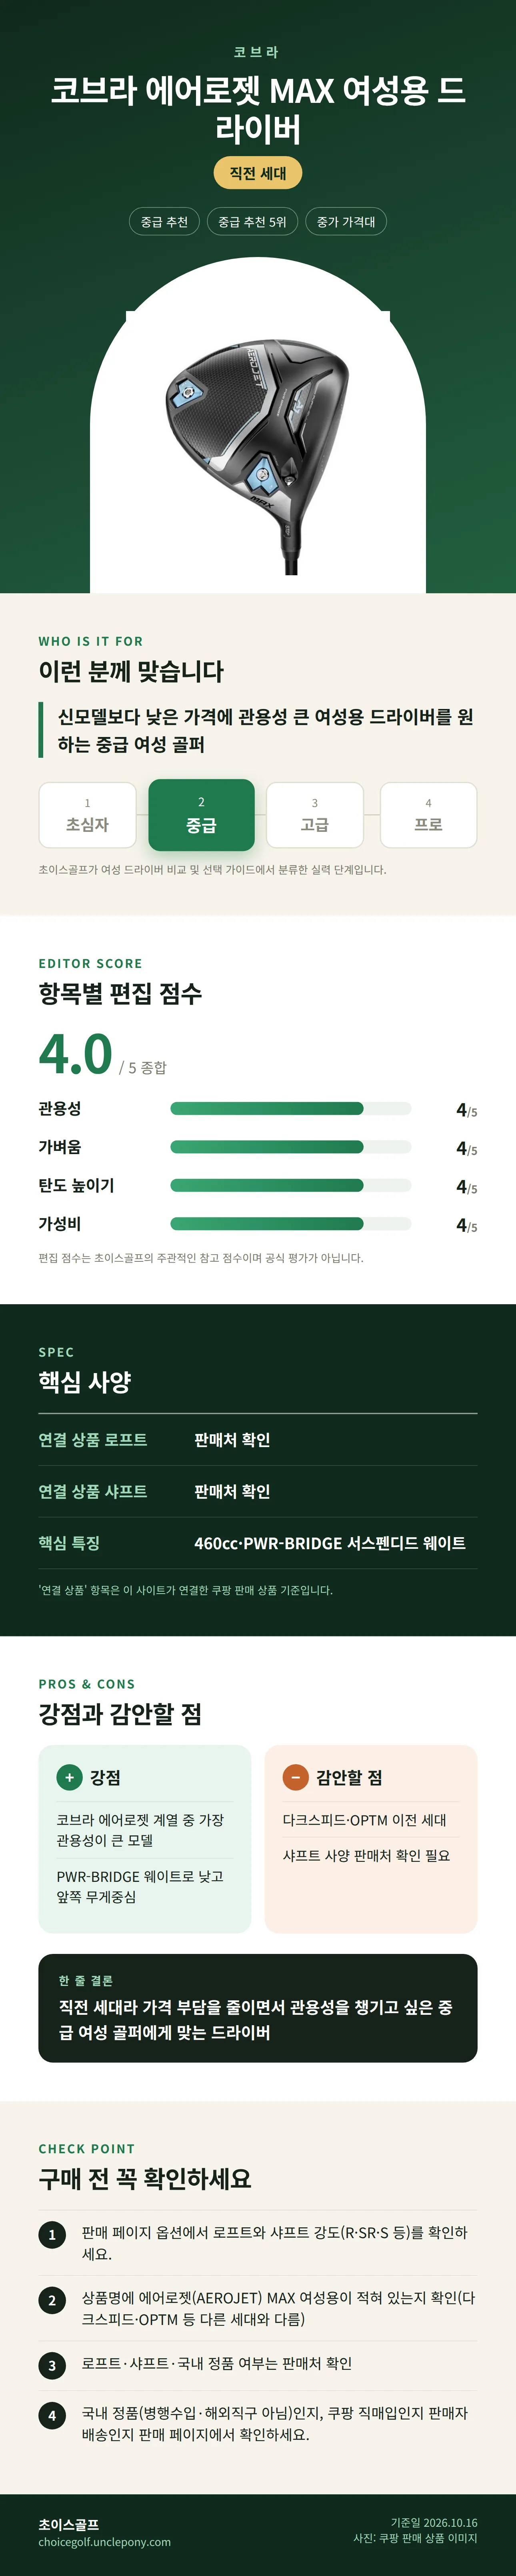 코브라
코브라 에어로젯 MAX 여성용 드
라이버
직전 세대
중급 추천
중급 추천 5위
중가 가격대
AEROJET
MAX
WHO IS IT FOR
이런 분께 맞습니다
신모델보다 낮은 가격에 관용성 큰 여성용 드라이버를 원
하는 중급 여성 골퍼
1
초심자
2
중급
3
고급
4
프로
초이스골프가 여성 드라이버 비교 및 선택 가이드에서 분류한 실력 단계입니다.
EDITOR SCORE
항목별 편집 점수
4.0 / 5 종합
관용성 4/5
가벼움 4/5
탄도 높이기 4/5
가성비 4/5
편집 점수는 초이스골프의 주관적인 참고 점수이며 공식 평가가 아닙니다.
SPEC
핵심 사양
연결 상품 로프트 판매처 확인
연결 상품 샤프트 판매처 확인
핵심 특징 460cc·PWR-BRIDGE 서스펜디드 웨이트
'연결 상품' 항목은 이 사이트가 연결한 쿠팡 판매 상품 기준입니다.
PROS & CONS
강점과 감안할 점
+ 강점
코브라 에어로젯 계열 중 가장
관용성이 큰 모델
PWR-BRIDGE 웨이트로 낮고
앞쪽 무게중심
− 감안할 점
다크스피드·OPTM 이전 세대
샤프트 사양 판매처 확인 필요
한 줄 결론
직전 세대라 가격 부담을 줄이면서 관용성을 챙기고 싶은 중
급 여성 골퍼에게 맞는 드라이버
CHECK POINT
구매 전 꼭 확인하세요
1 판매 페이지 옵션에서 로프트와 샤프트 강도(R·SR·S 등)를 확인하
세요.
2 상품명에 에어로젯(AEROJET) MAX 여성용이 적혀 있는지 확인(다
크스피드·OPTM 등 다른 세대와 다름)
3 로프트·샤프트·국내 정품 여부는 판매처 확인
4 국내 정품(병행수입·해외직구 아님)인지, 쿠팡 직매입인지 판매자
배송인지 판매 페이지에서 확인하세요.
초이스골프
choicegolf.unclepony.com
기준일 2026.10.16
사진: 쿠팡 판매 상품 이미지